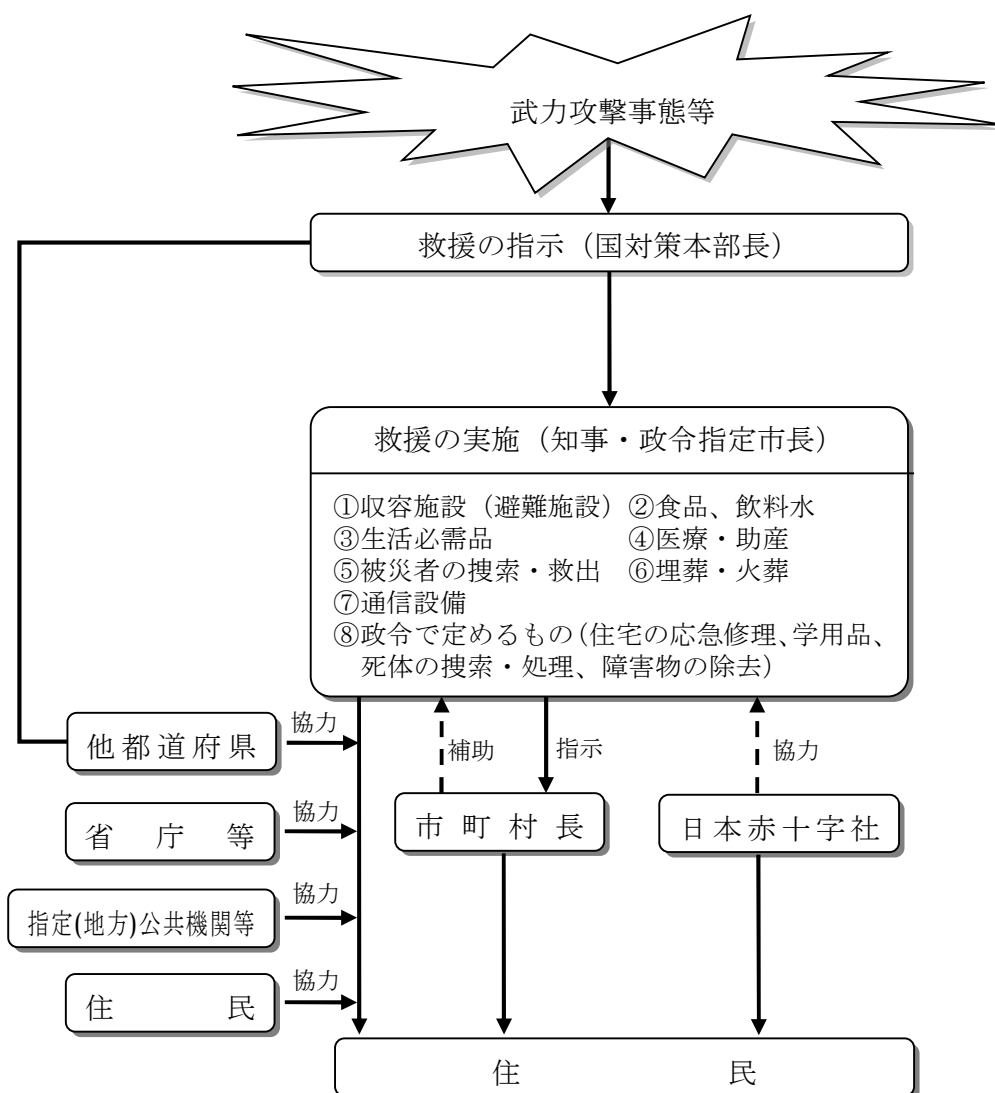 武力攻撃事態等
救援の指示（国対策本部長）
救援の実施（知事・政令指定市長）
①収容施設（避難施設）②食品、飲料水
③生活必需品 ④医療・助産
⑤被災者の捜索・救出 ⑥埋葬・火葬
⑦通信設備
⑧政令で定めるもの（住宅の応急修理、学用品、
死体の捜索・処理、障害物の除去）
他都道府県
協力
補助
指示
協力
省庁等
協力
市町村長
日本赤十字社
指定(地方)公共機関等
協力
住民
協力
住民